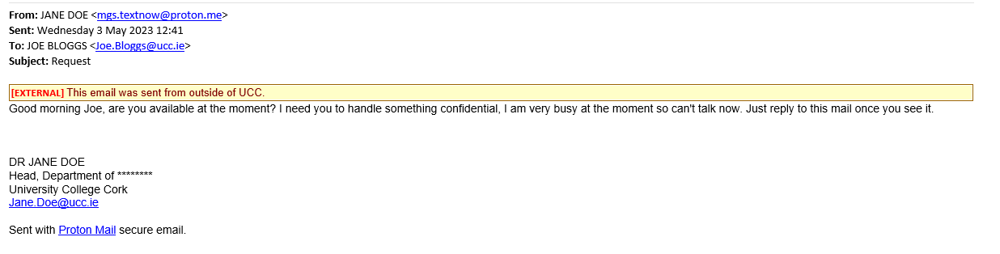 From: JANE DOE <mgs.textnow@proton.me>
Sent: Wednesday 3 May 2023 12:41
To: JOE BLOGGS <Joe.Bloggs@ucc.ie>
Subject: Request
[EXTERNAL] This email was sent from outside of UCC.
Good morning Joe, are you available at the moment? I need you to handle something confidential, I am very busy at the moment so can't talk now. Just reply to this mail once you see it.
DR JANE DOE
Head, Department of ********
University College Cork
Jane.Doe@ucc.ie
Sent with Proton Mail secure email.